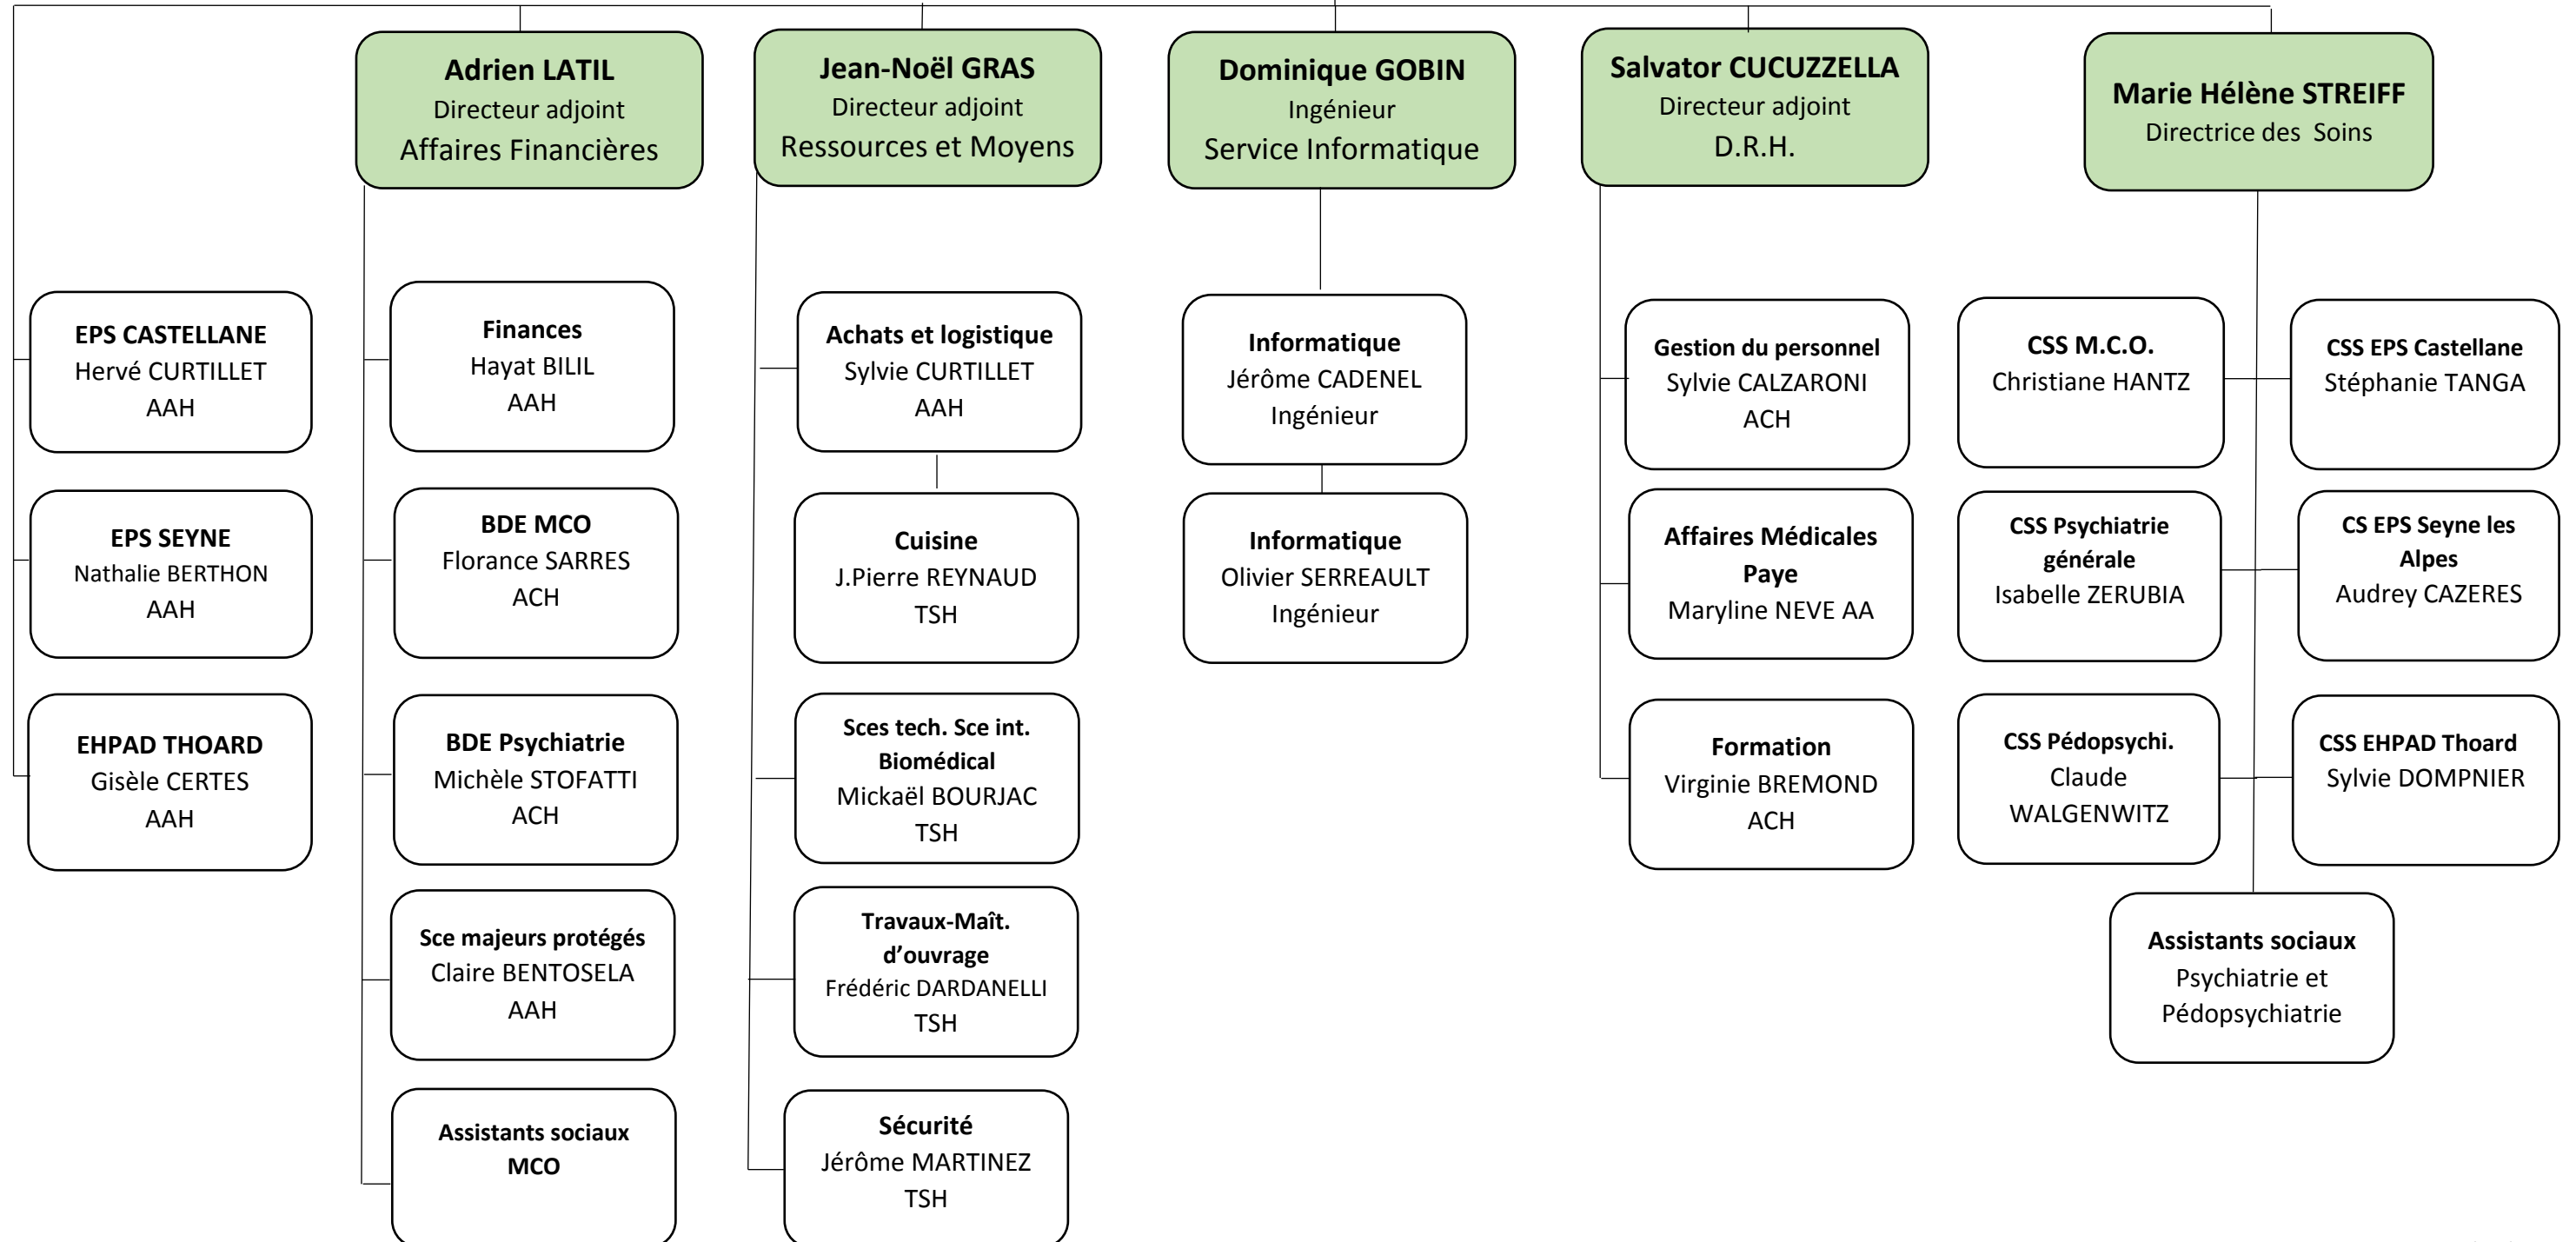 Adrien LATIL
Directeur adjoint
Affaires Financières
Jean-Noël GRAS
Directeur adjoint
Ressources et Moyens
Dominique GOBIN
Ingénieur
Service Informatique
Salvator CUCUZZELLA
Directeur adjoint
D.R.H.
Marie Hélène STREIFF
Directrice des Soins
EPS CASTELLANE
Hervé CURTILLET
AAH
EPS SEYNE
Nathalie BERTHON
AAH
EHPAD THOARD
Gisèle CERTES
AAH
Finances
Hayat BILIL
AAH
BDE MCO
Florance SARRES
ACH
BDE Psychiatrie
Michèle STOFATTI
ACH
Sce majeurs protégés
Claire BENTOSELA
AAH
Assistants sociaux
MCO
Achats et logistique
Sylvie CURTILLET
AAH
Cuisine
J.Pierre REYNAUD
TSH
Sces tech. Sce int.
Biomédical
Mickaël BOURJAC
TSH
Travaux-Maît.
d’ouvrage
Frédéric DARDANELLI
TSH
Sécurité
Jérôme MARTINEZ
TSH
Informatique
Jérôme CADENEL
Ingénieur
Informatique
Olivier SERREAULT
Ingénieur
Gestion du personnel
Sylvie CALZARONI
ACH
Affaires Médicales
Paye
Maryline NEVE AA
Formation
Virginie BREMOND
ACH
CSS M.C.O.
Christiane HANTZ
CSS Psychiatrie
générale
Isabelle ZERUBIA
CSS Pédopsychi.
Claude
WALGENWITZ
CSS EPS Castellane
Stéphanie TANGA
CS EPS Seyne les
Alpes
Audrey CAZERES
CSS EHPAD Thoard
Sylvie DOMPNIER
Assistants sociaux
Psychiatrie et
Pédopsychiatrie